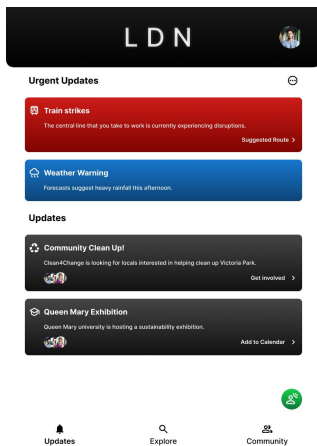 LDN
Urgent Updates
Train strikes
The central line that you take to work is currently experiencing disruptions.
Suggested Route >
Weather Warning
Forecasts suggest heavy rainfall this afternoon.
Updates
Community Clean Up!
Clean4Change is looking for locals interested in helping clean up Victoria Park.
Get involved >
Queen Mary Exhibition
Queen Mary university is hosting a sustainability exhibition.
Add to Calendar >
Updates
Explore
Community